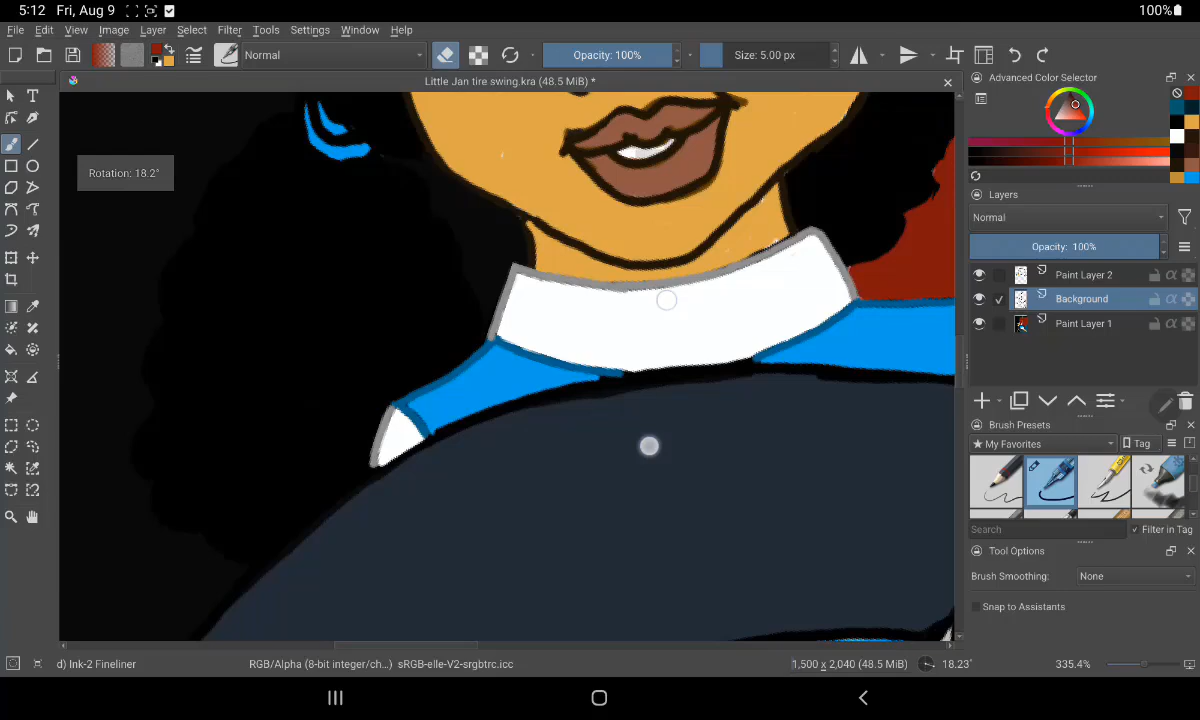 5:12 Fri, Aug 9
100%
File Edit View Image Layer Select Filter Tools Settings Window Help
Normal
Opacity: 100%
Size: 5.00 px
Little Jan tire swing.kra (48.5 MiB) *
Advanced Color Selector
Rotation: 18.2°
Layers
Normal
Opacity: 100%
Paint Layer 2
Background
Paint Layer 1
Brush Presets
★ My Favorites
Tag
Search
Filter in Tag
Tool Options
Brush Smoothing: None
Snap to Assistants
d) Ink-2 Fineliner
RGB/Alpha (8-bit integer/ch...) sRGB-elle-V2-srgbtrc.icc
1,500 x 2,040 (48.5 MiB)
18.23°
335.4%